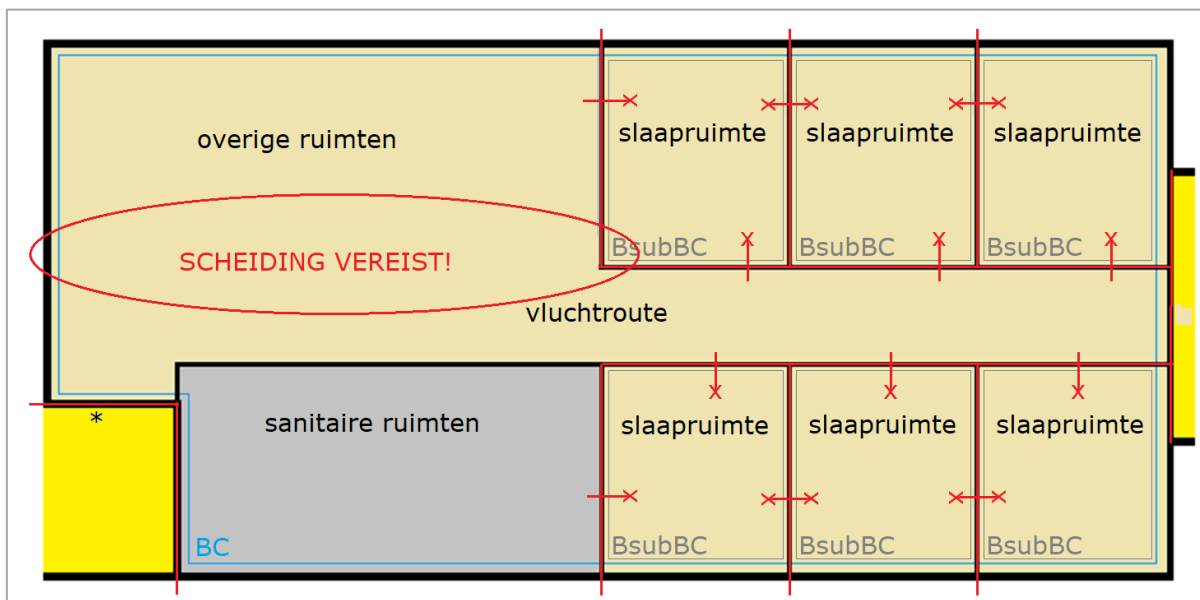 overige ruimten
slaapruimte
slaapruimte
slaapruimte
SCHEIDING VEREIST!
BsubBC
BsubBC
BsubBC
vluchtroute
*
sanitaire ruimten
slaapruimte
slaapruimte
slaapruimte
BC
BsubBC
BsubBC
BsubBC